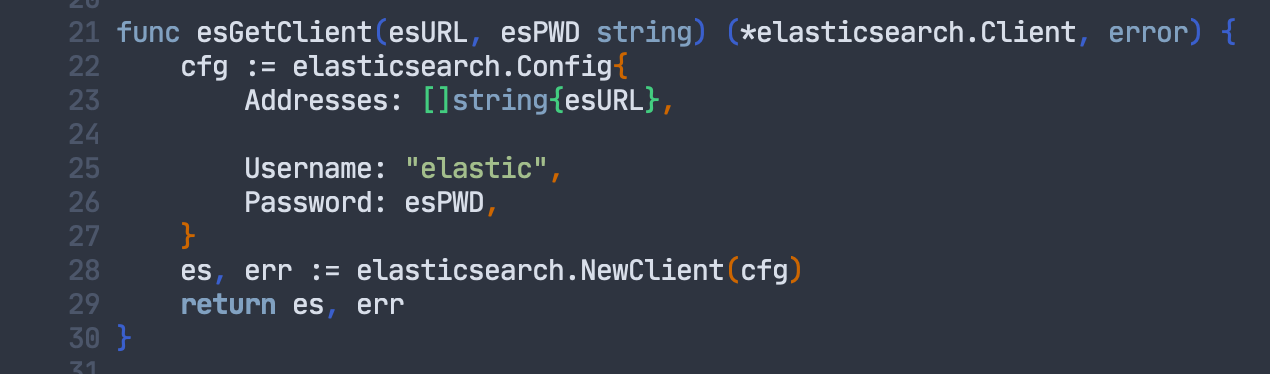 20
21 func esGetClient(esURL, esPWD string) (*elasticsearch.Client, error) {
22     cfg := elasticsearch.Config{
23         Addresses: []string{esURL},
24
25         Username: "elastic",
26         Password: esPWD,
27     }
28     es, err := elasticsearch.NewClient(cfg)
29     return es, err
30 }
31